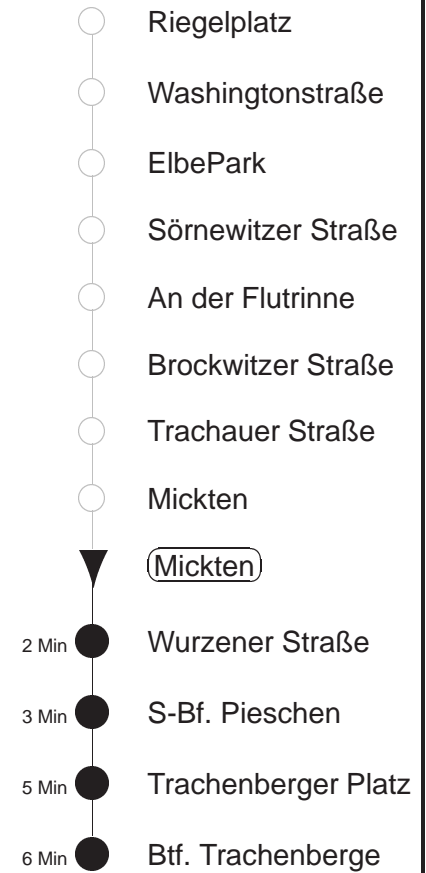 Riegelplatz
Washingtonstraße
ElbePark
Sörnewitzer Straße
An der Flutrinne
Brockwitzer Straße
Trachauer Straße
Mickten
Mickten
2 Min Wurzener Straße
3 Min S-Bf. Pieschen
5 Min Trachenberger Platz
6 Min Btf. Trachenberge